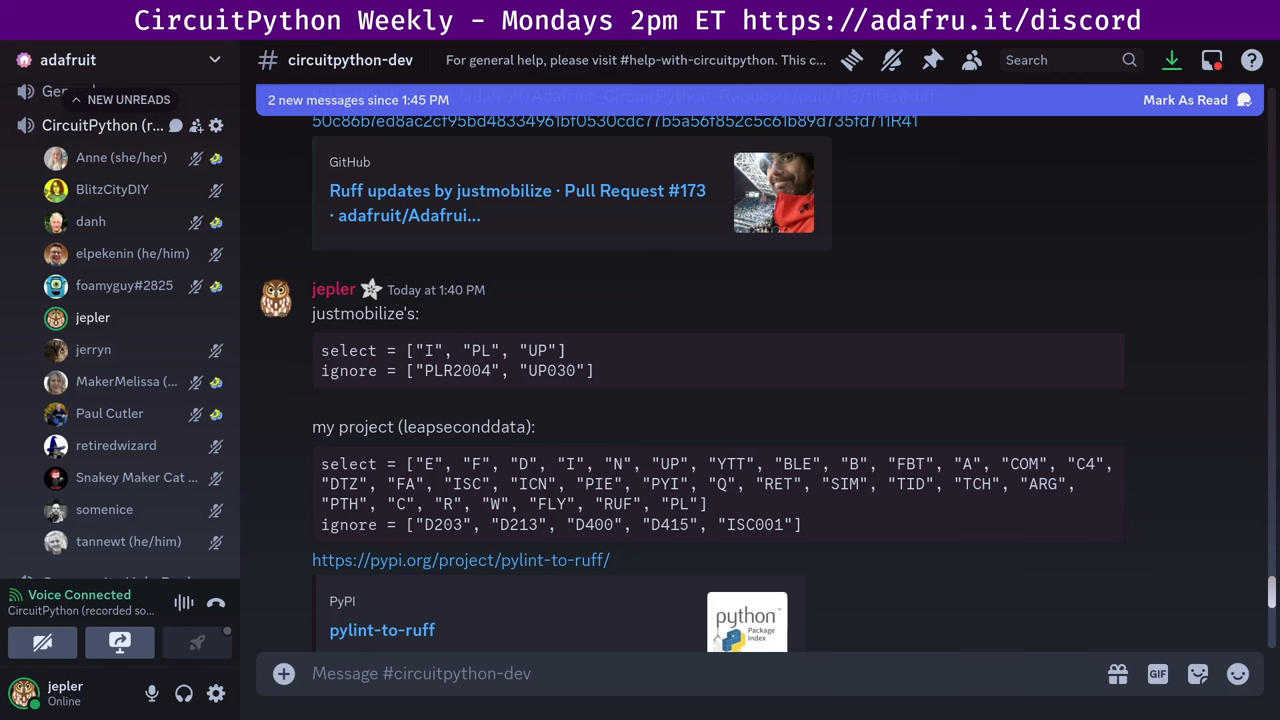 CircuitPython Weekly - Mondays 2pm ET https://adafru.it/discord
adafruit
# circuitpython-dev
For general help, please visit #help-with-circuitpython. This c...
Search
NEW UNREADS
CircuitPython (r...
Anne (she/her)
BlitzCityDIY
danh
elpekenin (he/him)
foamyguy#2825
jepler
jerryn
MakerMelissa (...
Paul Cutler
retiredwizard
Snakey Maker Cat ...
somenice
tannewt (he/him)
Voice Connected
CircuitPython (recorded so...
jepler
Online
2 new messages since 1:45 PM
Mark As Read
50c86b7ed8ac2cf95bd48334961bf0530cdc77b5a56f852c5c61b89d735fd711R41
GitHub
Ruff updates by justmobilize · Pull Request #173
· adafruit/Adafrui...
jepler Today at 1:40 PM
justmobilize's:
select = ["I", "PL", "UP"]
ignore = ["PLR2004", "UP030"]
my project (leapseconddata):
select = ["E", "F", "D", "I", "N", "UP", "YTT", "BLE", "B", "FBT", "A", "COM", "C4",
"DTZ", "FA", "ISC", "ICN", "PIE", "PYI", "Q", "RET", "SIM", "TID", "TCH", "ARG",
"PTH", "C", "R", "W", "FLY", "RUF", "PL"]
ignore = ["D203", "D213", "D400", "D415", "ISC001"]
https://pypi.org/project/pylint-to-ruff/
PyPI
pylint-to-ruff
python
Package
Index
Message #circuitpython-dev
GIF